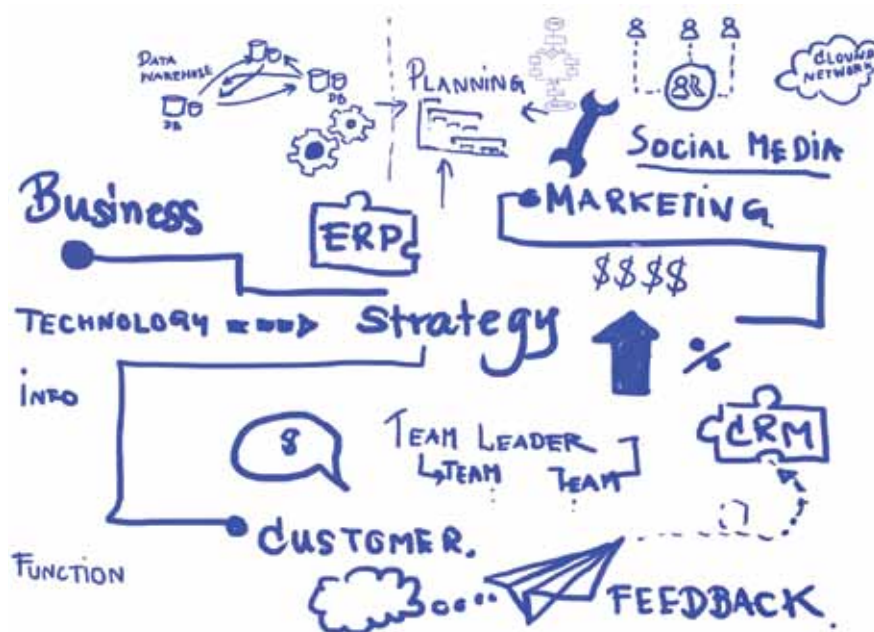 DATA
WAREHOUSE
DB
DB
PLANNING
CLOUND
NETWORK
SOCIAL MEDIA
Business
ERP
MARKETING
$$$$
TECHNOLOGY
Strategy
%
INFO
8
TEAM LEADER
TEAM
TEAM
CRM
CUSTOMER.
FUNCTION
FEEDBACK.